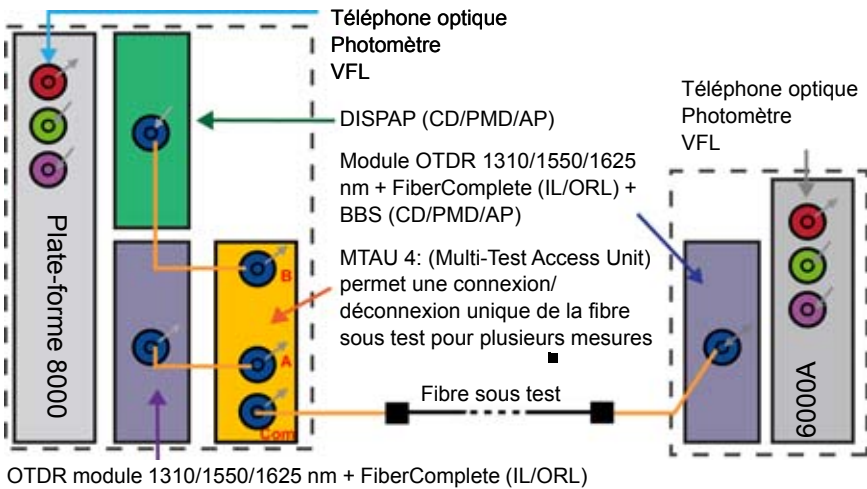 Téléphone optique
Photomètre
VFL
DISPAP (CD/PMD/AP)
Module OTDR 1310/1550/1625
nm + FiberComplete (IL/ORL) +
BBS (CD/PMD/AP)
MTAU 4: (Multi-Test Access Unit)
permet une connexion/
déconnexion unique de la fibre
sous test pour plusieurs mesures
Plate-forme 8000
B
A
Com
Fibre sous test
Téléphone optique
Photomètre
VFL
6000A
OTDR module 1310/1550/1625 nm + FiberComplete (IL/ORL)